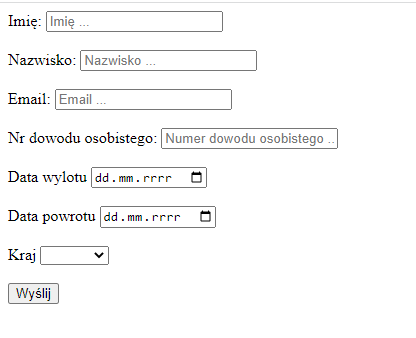 Imię: Imię ...
Nazwisko: Nazwisko ...
Email: Email ...
Nr dowodu osobistego: Numer dowodu osobistego ..
Data wylotu dd.mm.rrrr
Data powrotu dd.mm.rrrr
Kraj
Wyślij